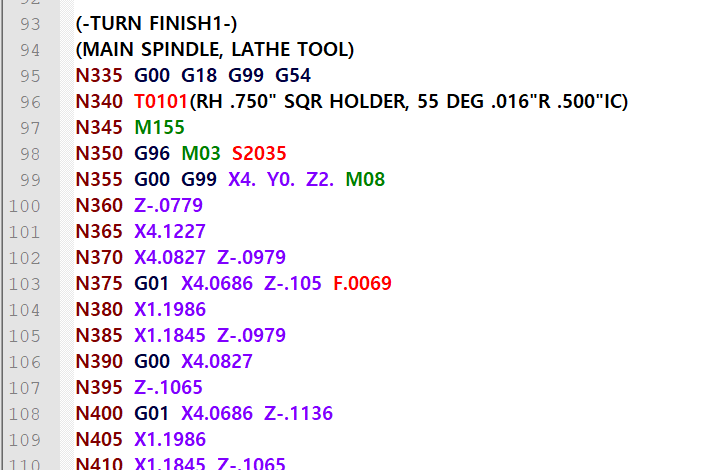 92
93 (-TURN FINISH1-)
94 (MAIN SPINDLE, LATHE TOOL)
95 N335 G00 G18 G99 G54
96 N340 T0101(RH .750" SQR HOLDER, 55 DEG .016"R .500"IC)
97 N345 M155
98 N350 G96 M03 S2035
99 N355 G00 G99 X4. Y0. Z2. M08
100 N360 Z-.0779
101 N365 X4.1227
102 N370 X4.0827 Z-.0979
103 N375 G01 X4.0686 Z-.105 F.0069
104 N380 X1.1986
105 N385 X1.1845 Z-.0979
106 N390 G00 X4.0827
107 N395 Z-.1065
108 N400 G01 X4.0686 Z-.1136
109 N405 X1.1986
110 N410 X1.1845 Z-.1065